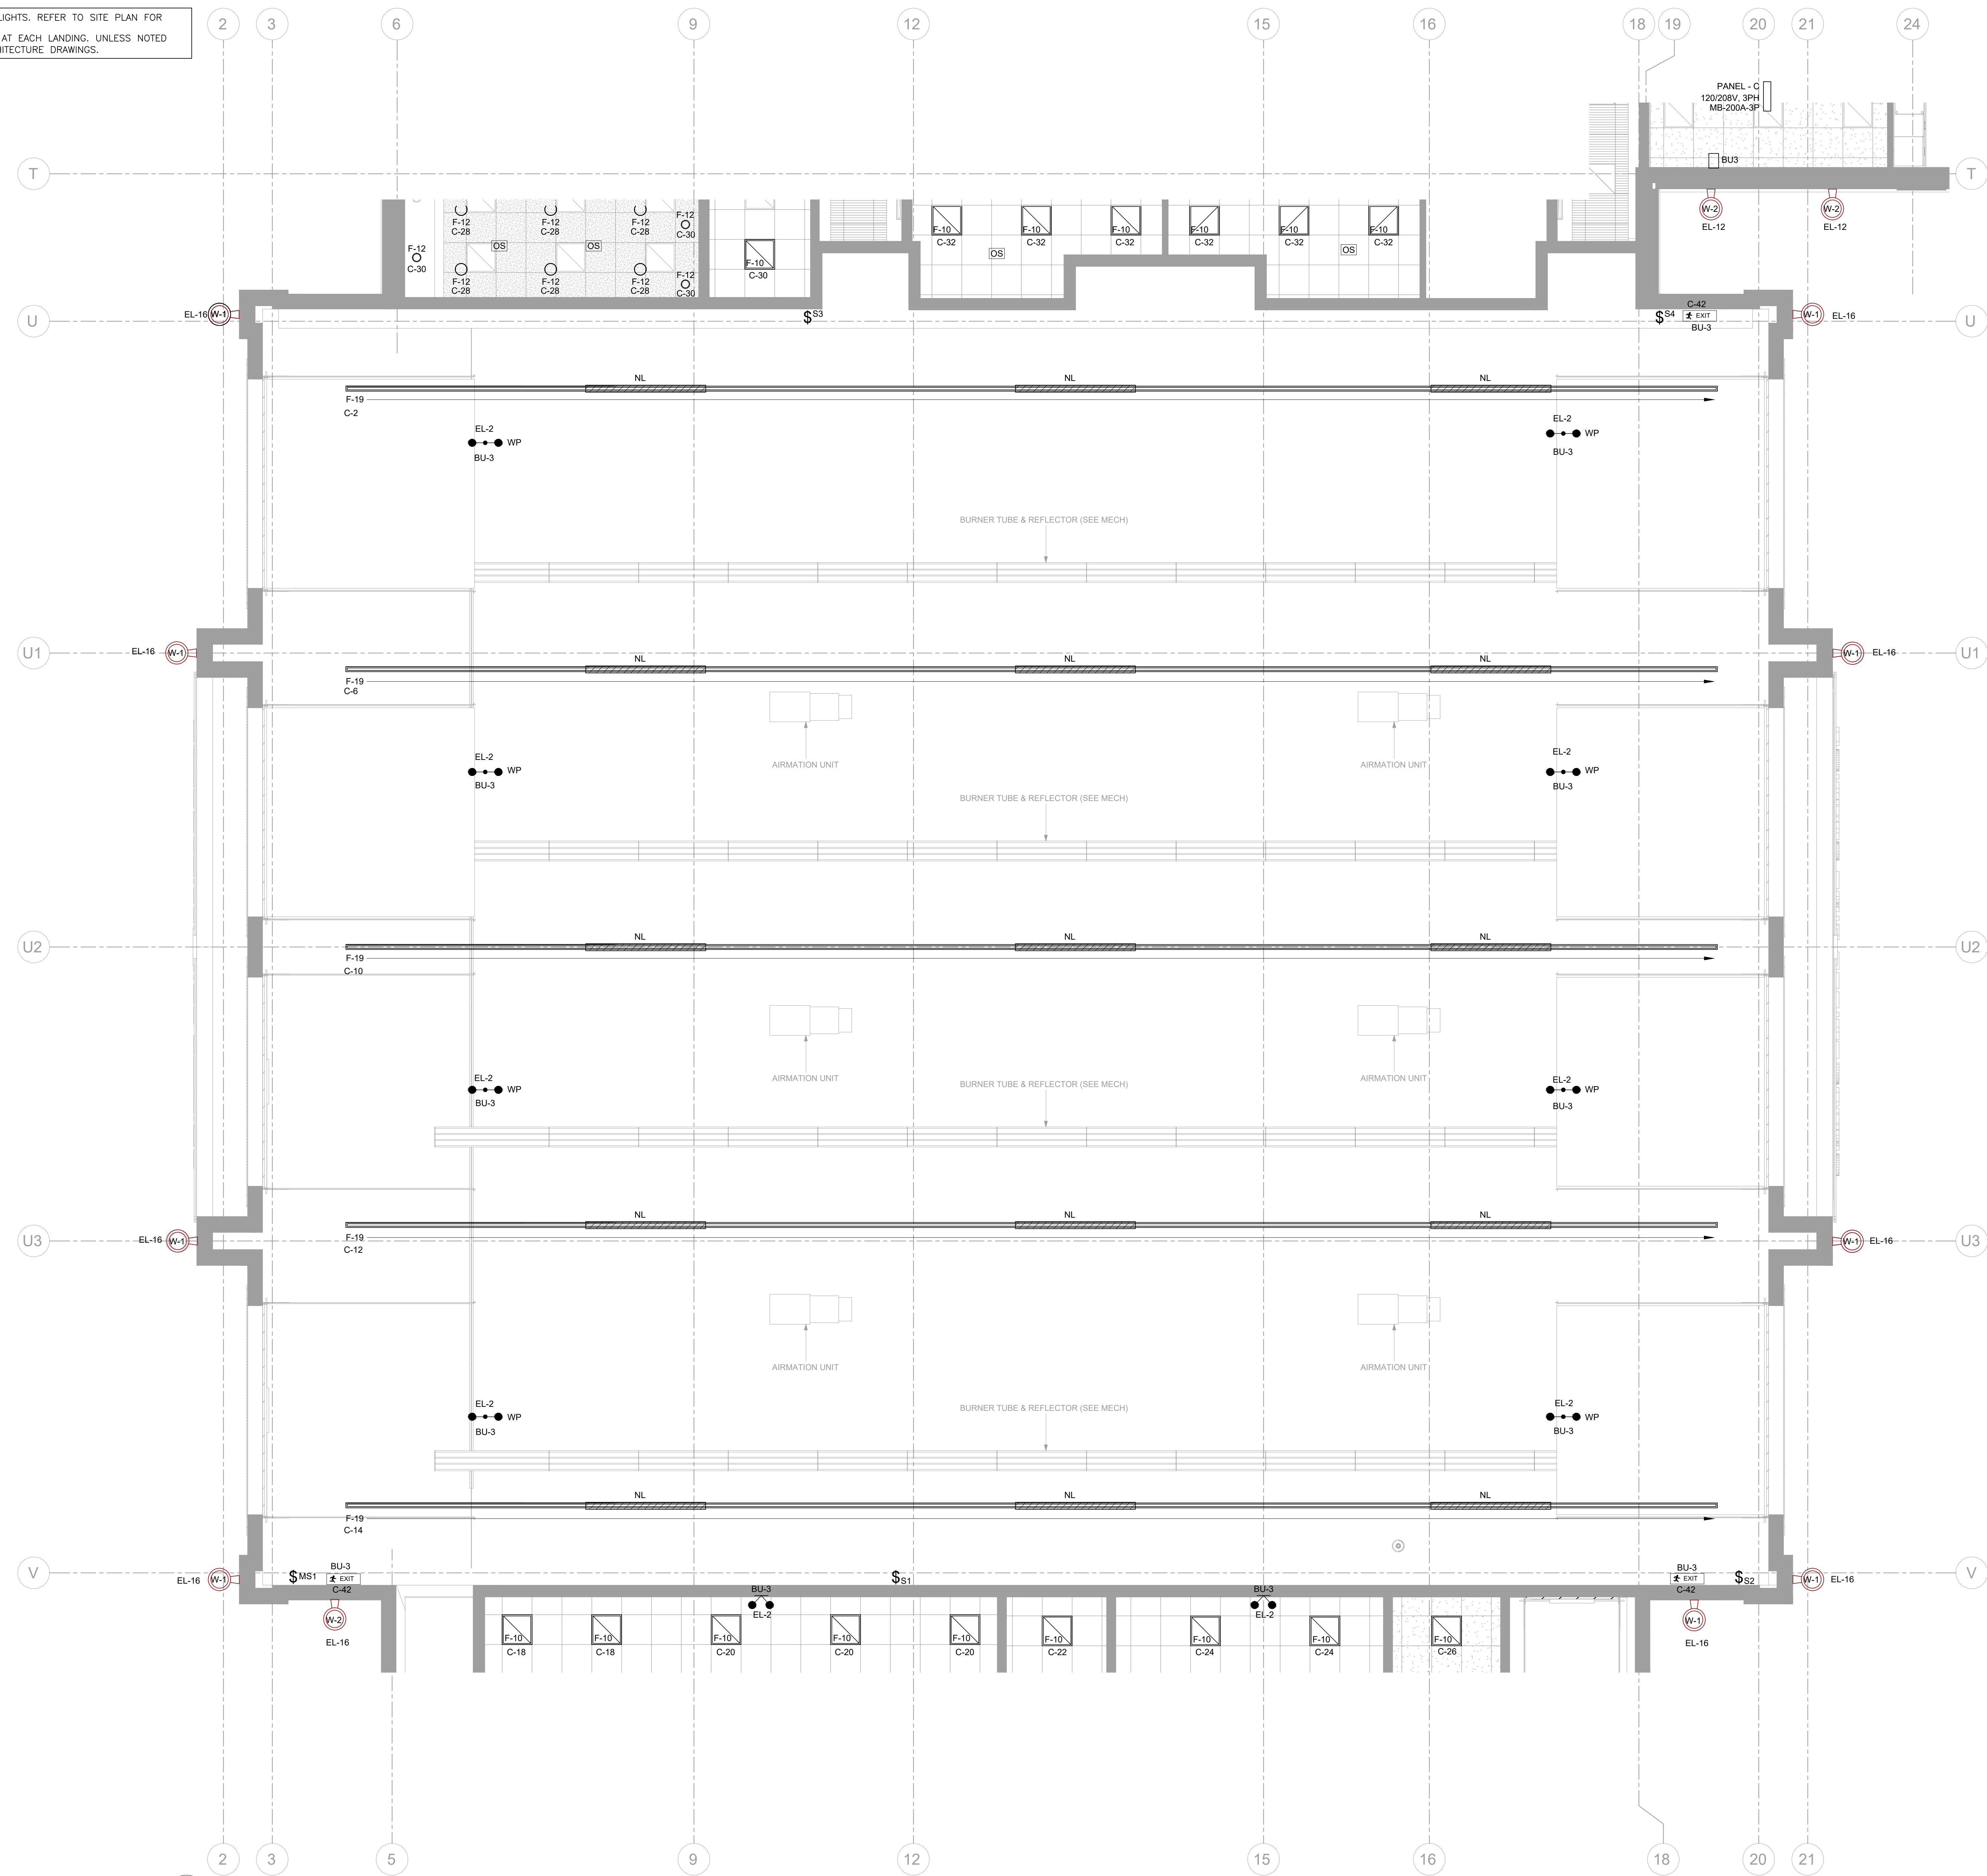 LIGHTS. REFER TO SITE PLAN FOR
AT EACH LANDING. UNLESS NOTED
HITECTURE DRAWINGS.
2
3
6
9
12
15
16
18
19
20
21
24
PANEL - C
120/208V, 3PH
MB-200A-3P
BU3
T
T
W-2
W-2
EL-12
EL-12
F-12
C-28
F-12
C-28
F-12
C-28
F-12
C-30
OS
OS
F-12
C-30
F-12
C-28
F-12
C-28
F-12
C-28
F-12
C-30
F-10
C-30
F-10
C-32
F-10
C-32
F-10
C-32
F-10
C-32
F-10
C-32
F-10
C-32
OS
OS
EL-16
W-1
U
$ S3
$ S4
C-42
EXIT
BU-3
W-1
EL-16
U
NL
NL
NL
F-19
C-2
EL-2
WP
BU-3
EL-2
WP
BU-3
BURNER TUBE & REFLECTOR (SEE MECH)
U1
EL-16
W-1
W-1
EL-16
U1
NL
NL
NL
F-19
C-6
AIRMATION UNIT
AIRMATION UNIT
EL-2
WP
BU-3
EL-2
WP
BU-3
BURNER TUBE & REFLECTOR (SEE MECH)
U2
U2
NL
NL
NL
F-19
C-10
AIRMATION UNIT
AIRMATION UNIT
EL-2
WP
BU-3
EL-2
WP
BU-3
BURNER TUBE & REFLECTOR (SEE MECH)
NL
NL
NL
U3
EL-16
W-1
F-19
C-12
W-1
EL-16
U3
AIRMATION UNIT
AIRMATION UNIT
EL-2
WP
BU-3
EL-2
WP
BU-3
BURNER TUBE & REFLECTOR (SEE MECH)
NL
NL
NL
F-19
C-14
V
EL-16
W-1
$ MS1
BU-3
EXIT
C-42
$ S1
BU-3
EXIT
C-42
$ S2
W-1
EL-16
V
BU-3
EL-2
BU-3
EL-2
W-2
EL-16
W-1
EL-16
F-10
C-18
F-10
C-18
F-10
C-20
F-10
C-20
F-10
C-20
F-10
C-22
F-10
C-24
F-10
C-24
F-10
C-26
2
3
5
9
12
15
16
18
20
21